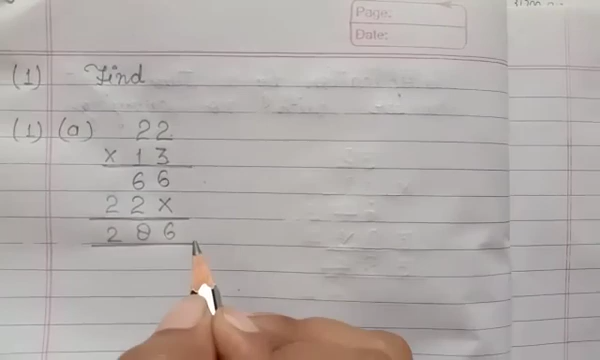 Page:
Date:
(1) Find
(1) (a) 22
× 13
66
22×
286